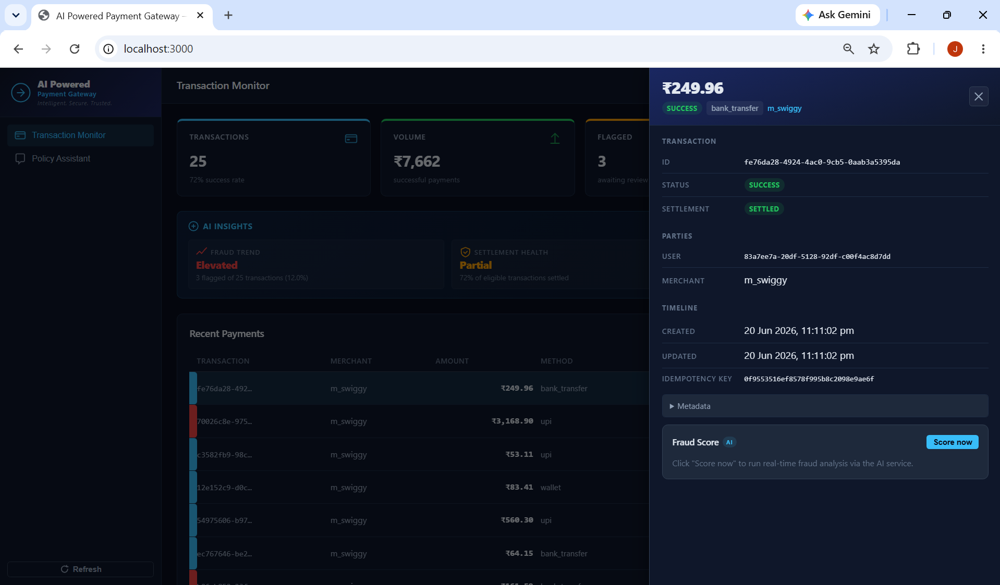 AI Powered Payment Gateway –
Ask Gemini
localhost:3000
J
AI Powered
Payment Gateway
Intelligent. Secure. Trusted.
Transaction Monitor
Policy Assistant
Refresh
Transaction Monitor
TRANSACTIONS
25
72% success rate
VOLUME
₹7,662
successful payments
FLAGGED
3
awaiting review
AI INSIGHTS
FRAUD TREND
Elevated
3 flagged of 25 transactions (12.0%)
SETTLEMENT HEALTH
Partial
72% of eligible transactions settled
Recent Payments
TRANSACTION MERCHANT AMOUNT METHOD
fe76da28-492… m_swiggy ₹249.96 bank_transfer
70026c8e-975… m_swiggy ₹3,168.90 upi
c3582fb9-98c… m_swiggy ₹53.11 upi
12e152c9-d0c… m_swiggy ₹83.41 wallet
54975606-b97… m_swiggy ₹560.30 upi
ec767646-be2… m_swiggy ₹64.15 bank_transfer
₹249.96
SUCCESS bank_transfer m_swiggy
TRANSACTION
ID fe76da28-4924-4ac0-9cb5-0aab3a5395da
STATUS SUCCESS
SETTLEMENT SETTLED
PARTIES
USER 83a7ee7a-20df-5128-92df-c00f4ac8d7dd
MERCHANT m_swiggy
TIMELINE
CREATED 20 Jun 2026, 11:11:02 pm
UPDATED 20 Jun 2026, 11:11:02 pm
IDEMPOTENCY KEY 0f9553516ef8578f995b8c2098e9ae6f
Metadata
Fraud Score AI
Score now
Click "Score now" to run real-time fraud analysis via the AI service.